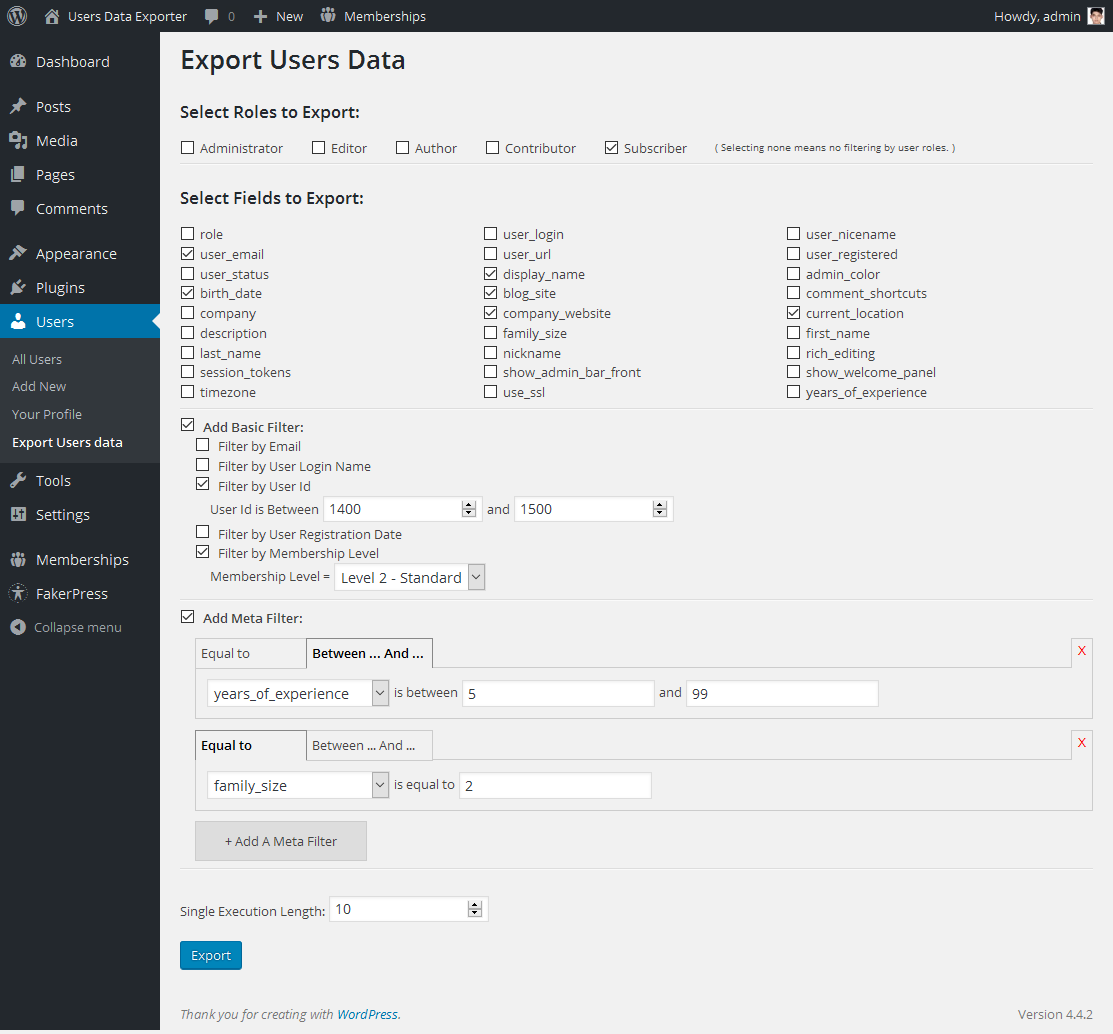 Users Data Exporter 0 New Memberships Howdy, admin
Dashboard
Posts
Media
Pages
Comments
Appearance
Plugins
Users
All Users
Add New
Your Profile
Export Users data
Tools
Settings
Memberships
FakerPress
Collapse menu
Export Users Data
Select Roles to Export:
Administrator Editor Author Contributor Subscriber ( Selecting none means no filtering by user roles. )
Select Fields to Export:
role user_login user_nicename
user_email user_url user_registered
user_status display_name admin_color
birth_date blog_site comment_shortcuts
company company_website current_location
description family_size first_name
last_name nickname rich_editing
session_tokens show_admin_bar_front show_welcome_panel
timezone use_ssl years_of_experience
Add Basic Filter:
Filter by Email
Filter by User Login Name
Filter by User Id
User Id is Between 1400 and 1500
Filter by User Registration Date
Filter by Membership Level
Membership Level = Level 2 - Standard
Add Meta Filter:
Equal to Between ... And ... X
years_of_experience is between 5 and 99
Equal to Between ... And ... X
family_size is equal to 2
+ Add A Meta Filter
Single Execution Length: 10
Export
Thank you for creating with WordPress. Version 4.4.2